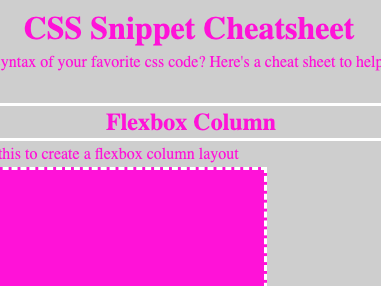 CSS Snippet Cheatsheet
yntax of your favorite css code? Here's a cheat sheet to help
Flexbox Column
this to create a flexbox column layout